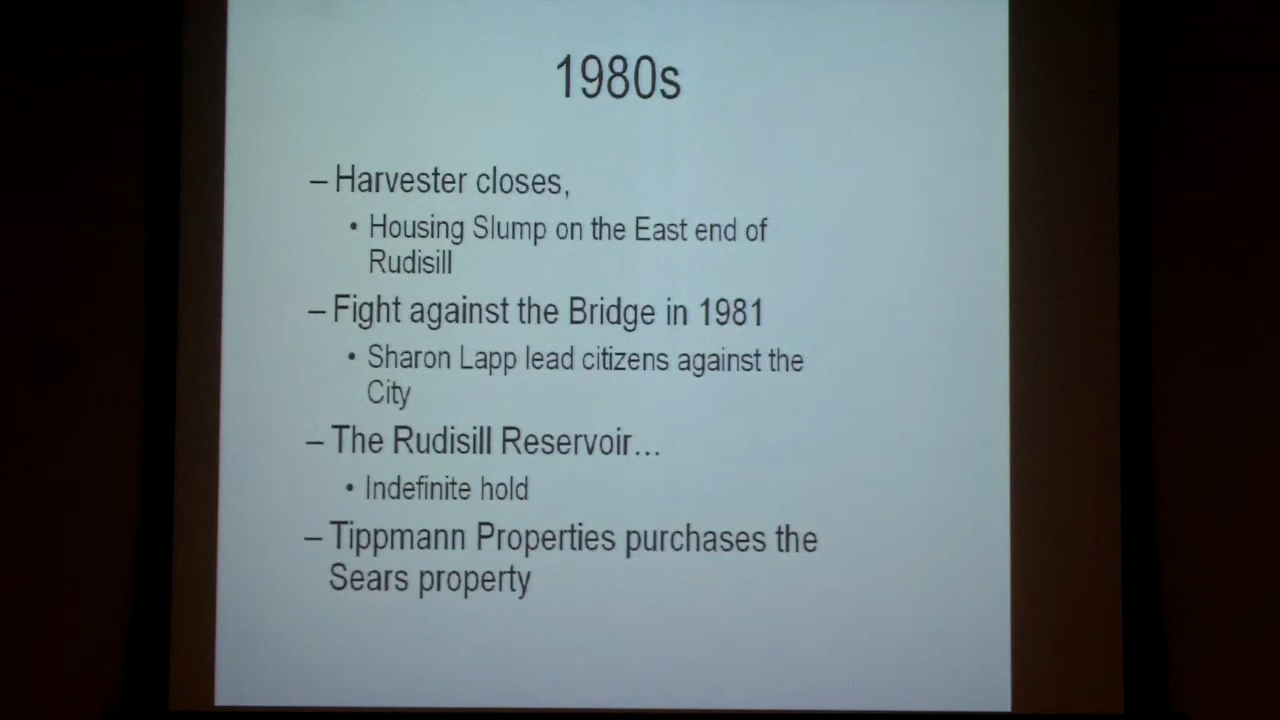 1980s
– Harvester closes,
• Housing Slump on the East end of
Rudisill
– Fight against the Bridge in 1981
• Sharon Lapp lead citizens against the
City
– The Rudisill Reservoir...
• Indefinite hold
– Tippmann Properties purchases the
Sears property